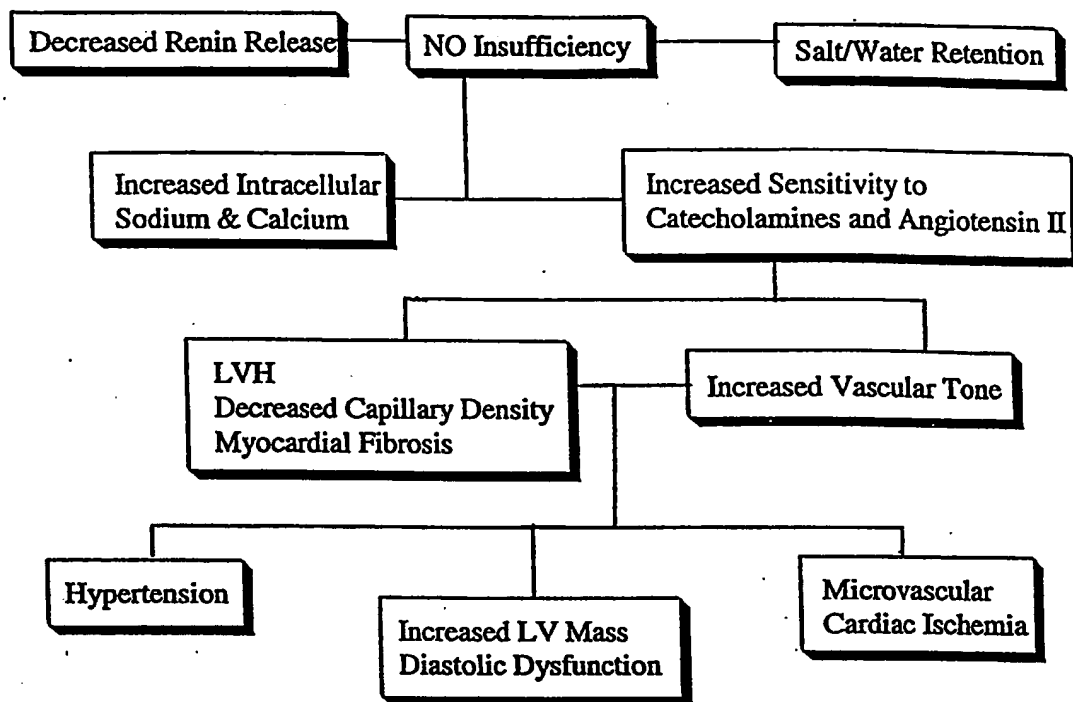 Decreased Renin Release
NO Insufficiency
Salt/Water Retention
Increased Intracellular
Sodium & Calcium
Increased Sensitivity to
Catecholamines and Angiotensin II
LVH
Decreased Capillary Density
Myocardial Fibrosis
Increased Vascular Tone
Hypertension
Increased LV Mass
Diastolic Dysfunction
Microvascular
Cardiac Ischemia